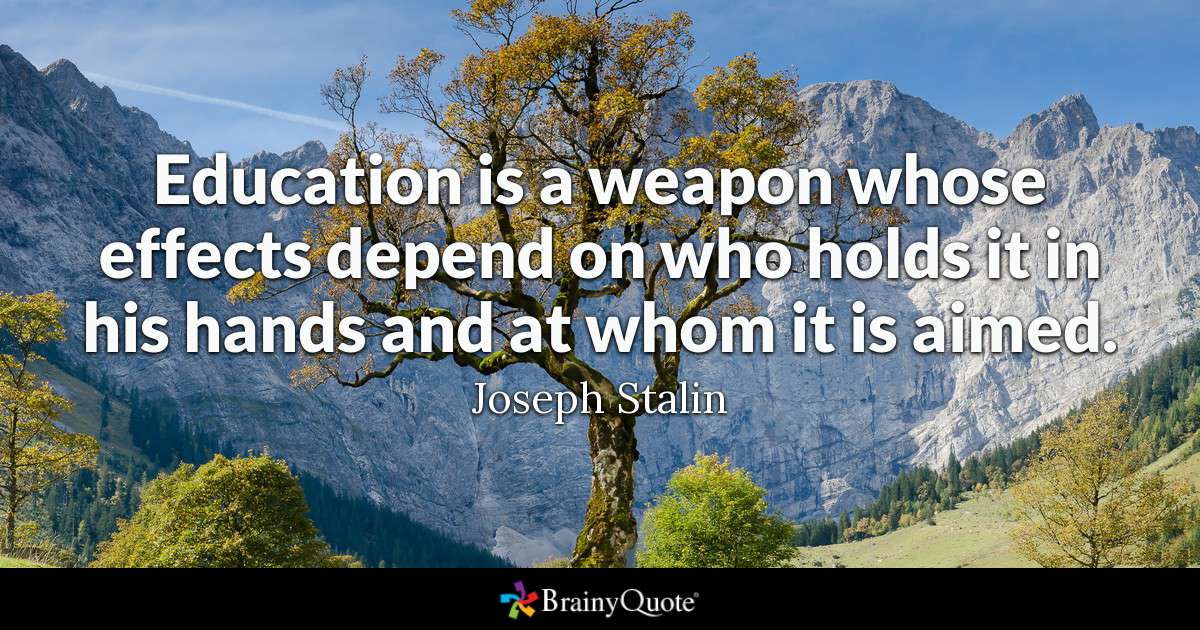 Education is a weapon whose
effects depend on who holds it in
his hands and at whom it is aimed.
Joseph Stalin
BrainyQuote®